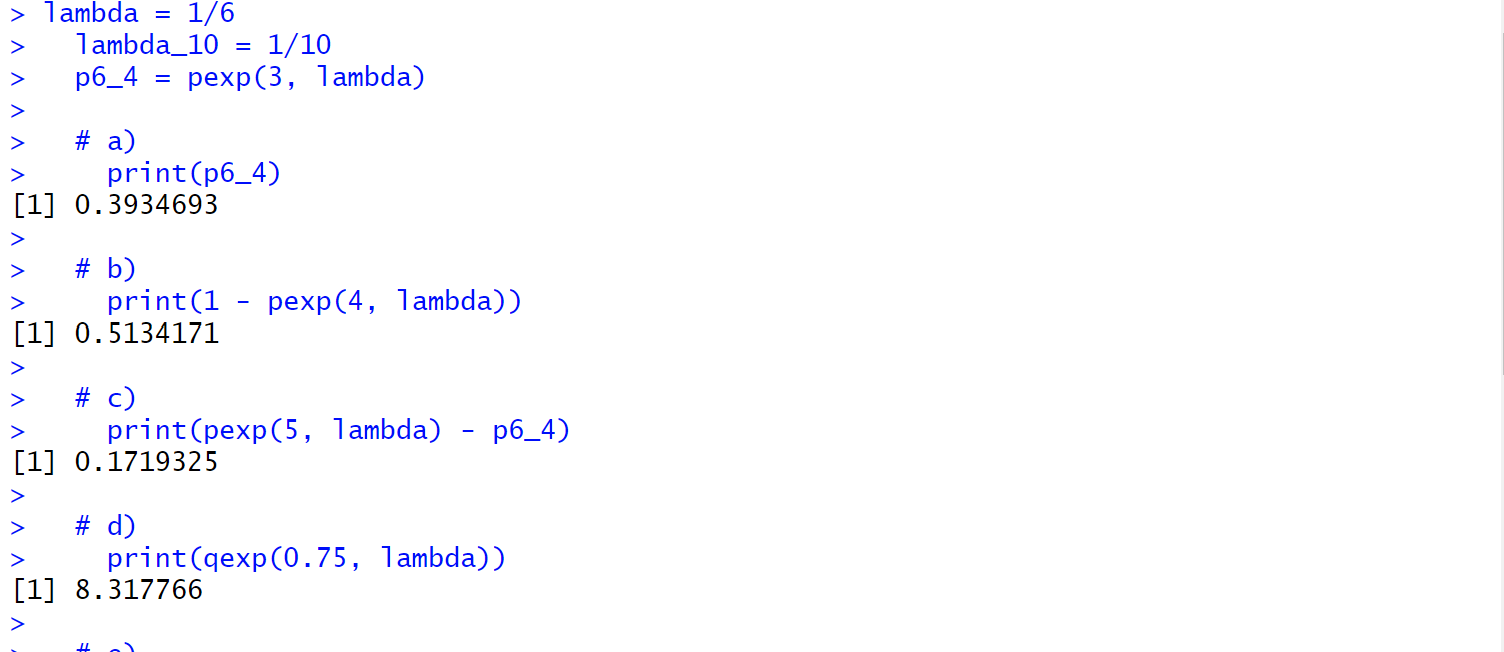 > lambda = 1/6
>   lambda_10 = 1/10
>   p6_4 = pexp(3, lambda)
>
>   # a)
>     print(p6_4)
[1] 0.3934693
>
>   # b)
>     print(1 - pexp(4, lambda))
[1] 0.5134171
>
>   # c)
>     print(pexp(5, lambda) - p6_4)
[1] 0.1719325
>
>   # d)
>     print(qexp(0.75, lambda))
[1] 8.317766
>
>   #